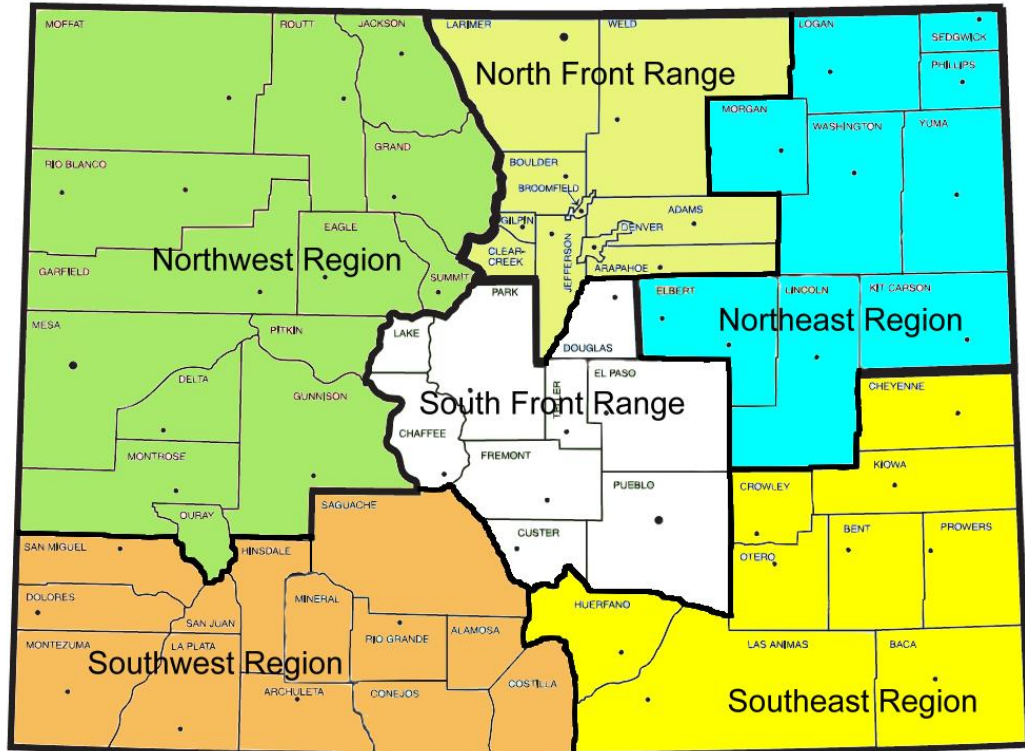 MOFFAT
ROUTT
JACKSON
LARIMER
WELD
LOGAN
SEDGWICK
PHILLIPS
North Front Range
MORGAN
WASHINGTON
YUMA
GRAND
RIO BLANCO
BOULDER
BROOMFIELD
GILPIN
ADAMS
DENVER
EAGLE
CLEAR-
CREEK
JEFFERSON
ARAPAHOE
GARFIELD
Northwest Region
SUMMIT
PARK
ELBERT
LINCOLN
KIT CARSON
Northeast Region
MESA
PITKIN
LAKE
DOUGLAS
DELTA
GUNNISON
EL PASO
CHEYENNE
South Front Range
TELLER
CHAFFEE
MONTROSE
FREMONT
KIOWA
CROWLEY
PUEBLO
OURAY
SAGUACHE
CUSTER
BENT
PROWERS
OTERO
SAN MIGUEL
HINSDALE
DOLORES
MINERAL
HUERFANO
SAN JUAN
RIO GRANDE
ALAMOSA
MONTEZUMA
LA PLATA
LAS ANIMAS
BACA
Southwest Region
ARCHULETA
CONEJOS
COSTILLA
Southeast Region